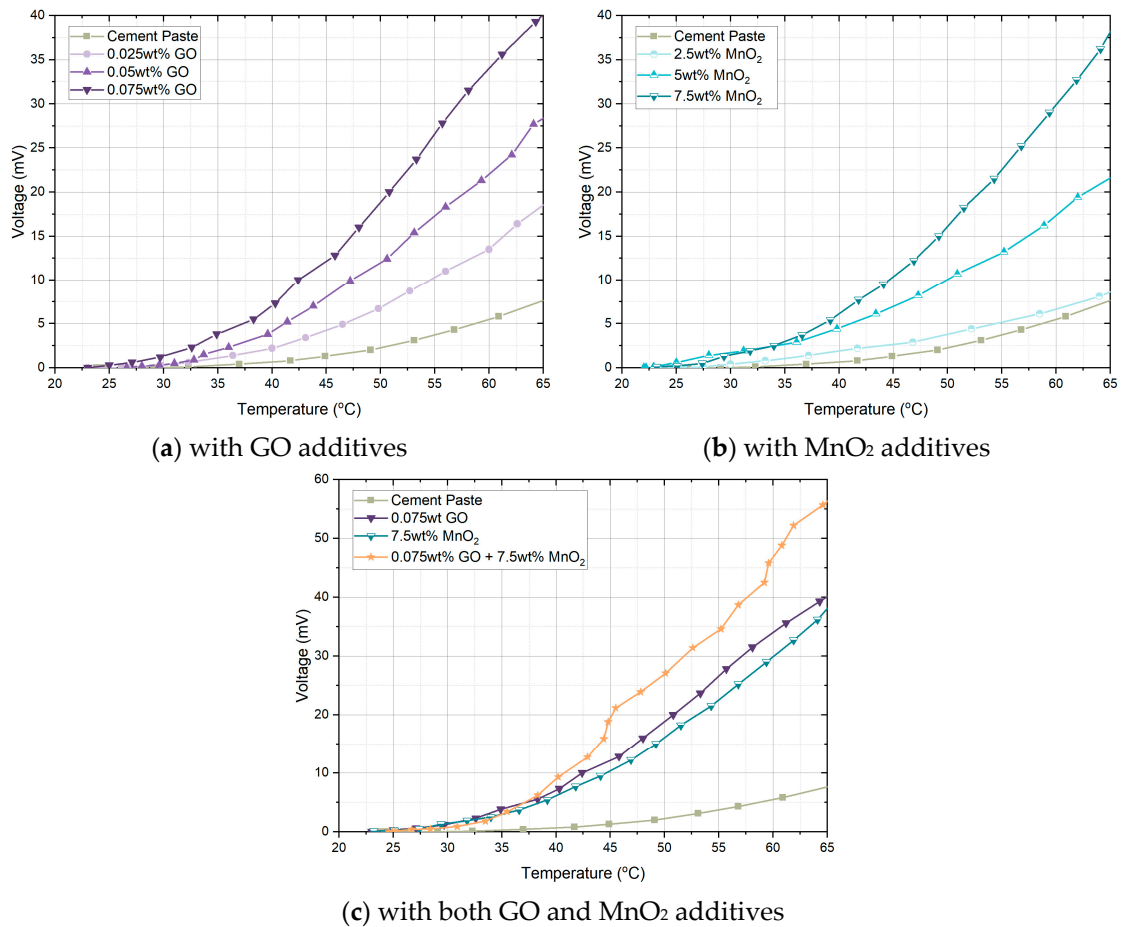 Cement Paste
0.025wt% GO
0.05wt% GO
0.075wt% GO
40
35
30
25
20
15
10
5
0
Voltage (mV)
20 25 30 35 40 45 50 55 60 65
Temperature (°C)
(a) with GO additives
Cement Paste
2.5wt% MnO₂
5wt% MnO₂
7.5wt% MnO₂
40
35
30
25
20
15
10
5
0
Voltage (mV)
20 25 30 35 40 45 50 55 60 65
Temperature (°C)
(b) with MnO₂ additives
Cement Paste
0.075wt GO
7.5wt% MnO₂
0.075wt% GO + 7.5wt% MnO₂
60
50
40
30
20
10
0
Voltage (mV)
20 25 30 35 40 45 50 55 60 65
Temperature (°C)
(c) with both GO and MnO₂ additives